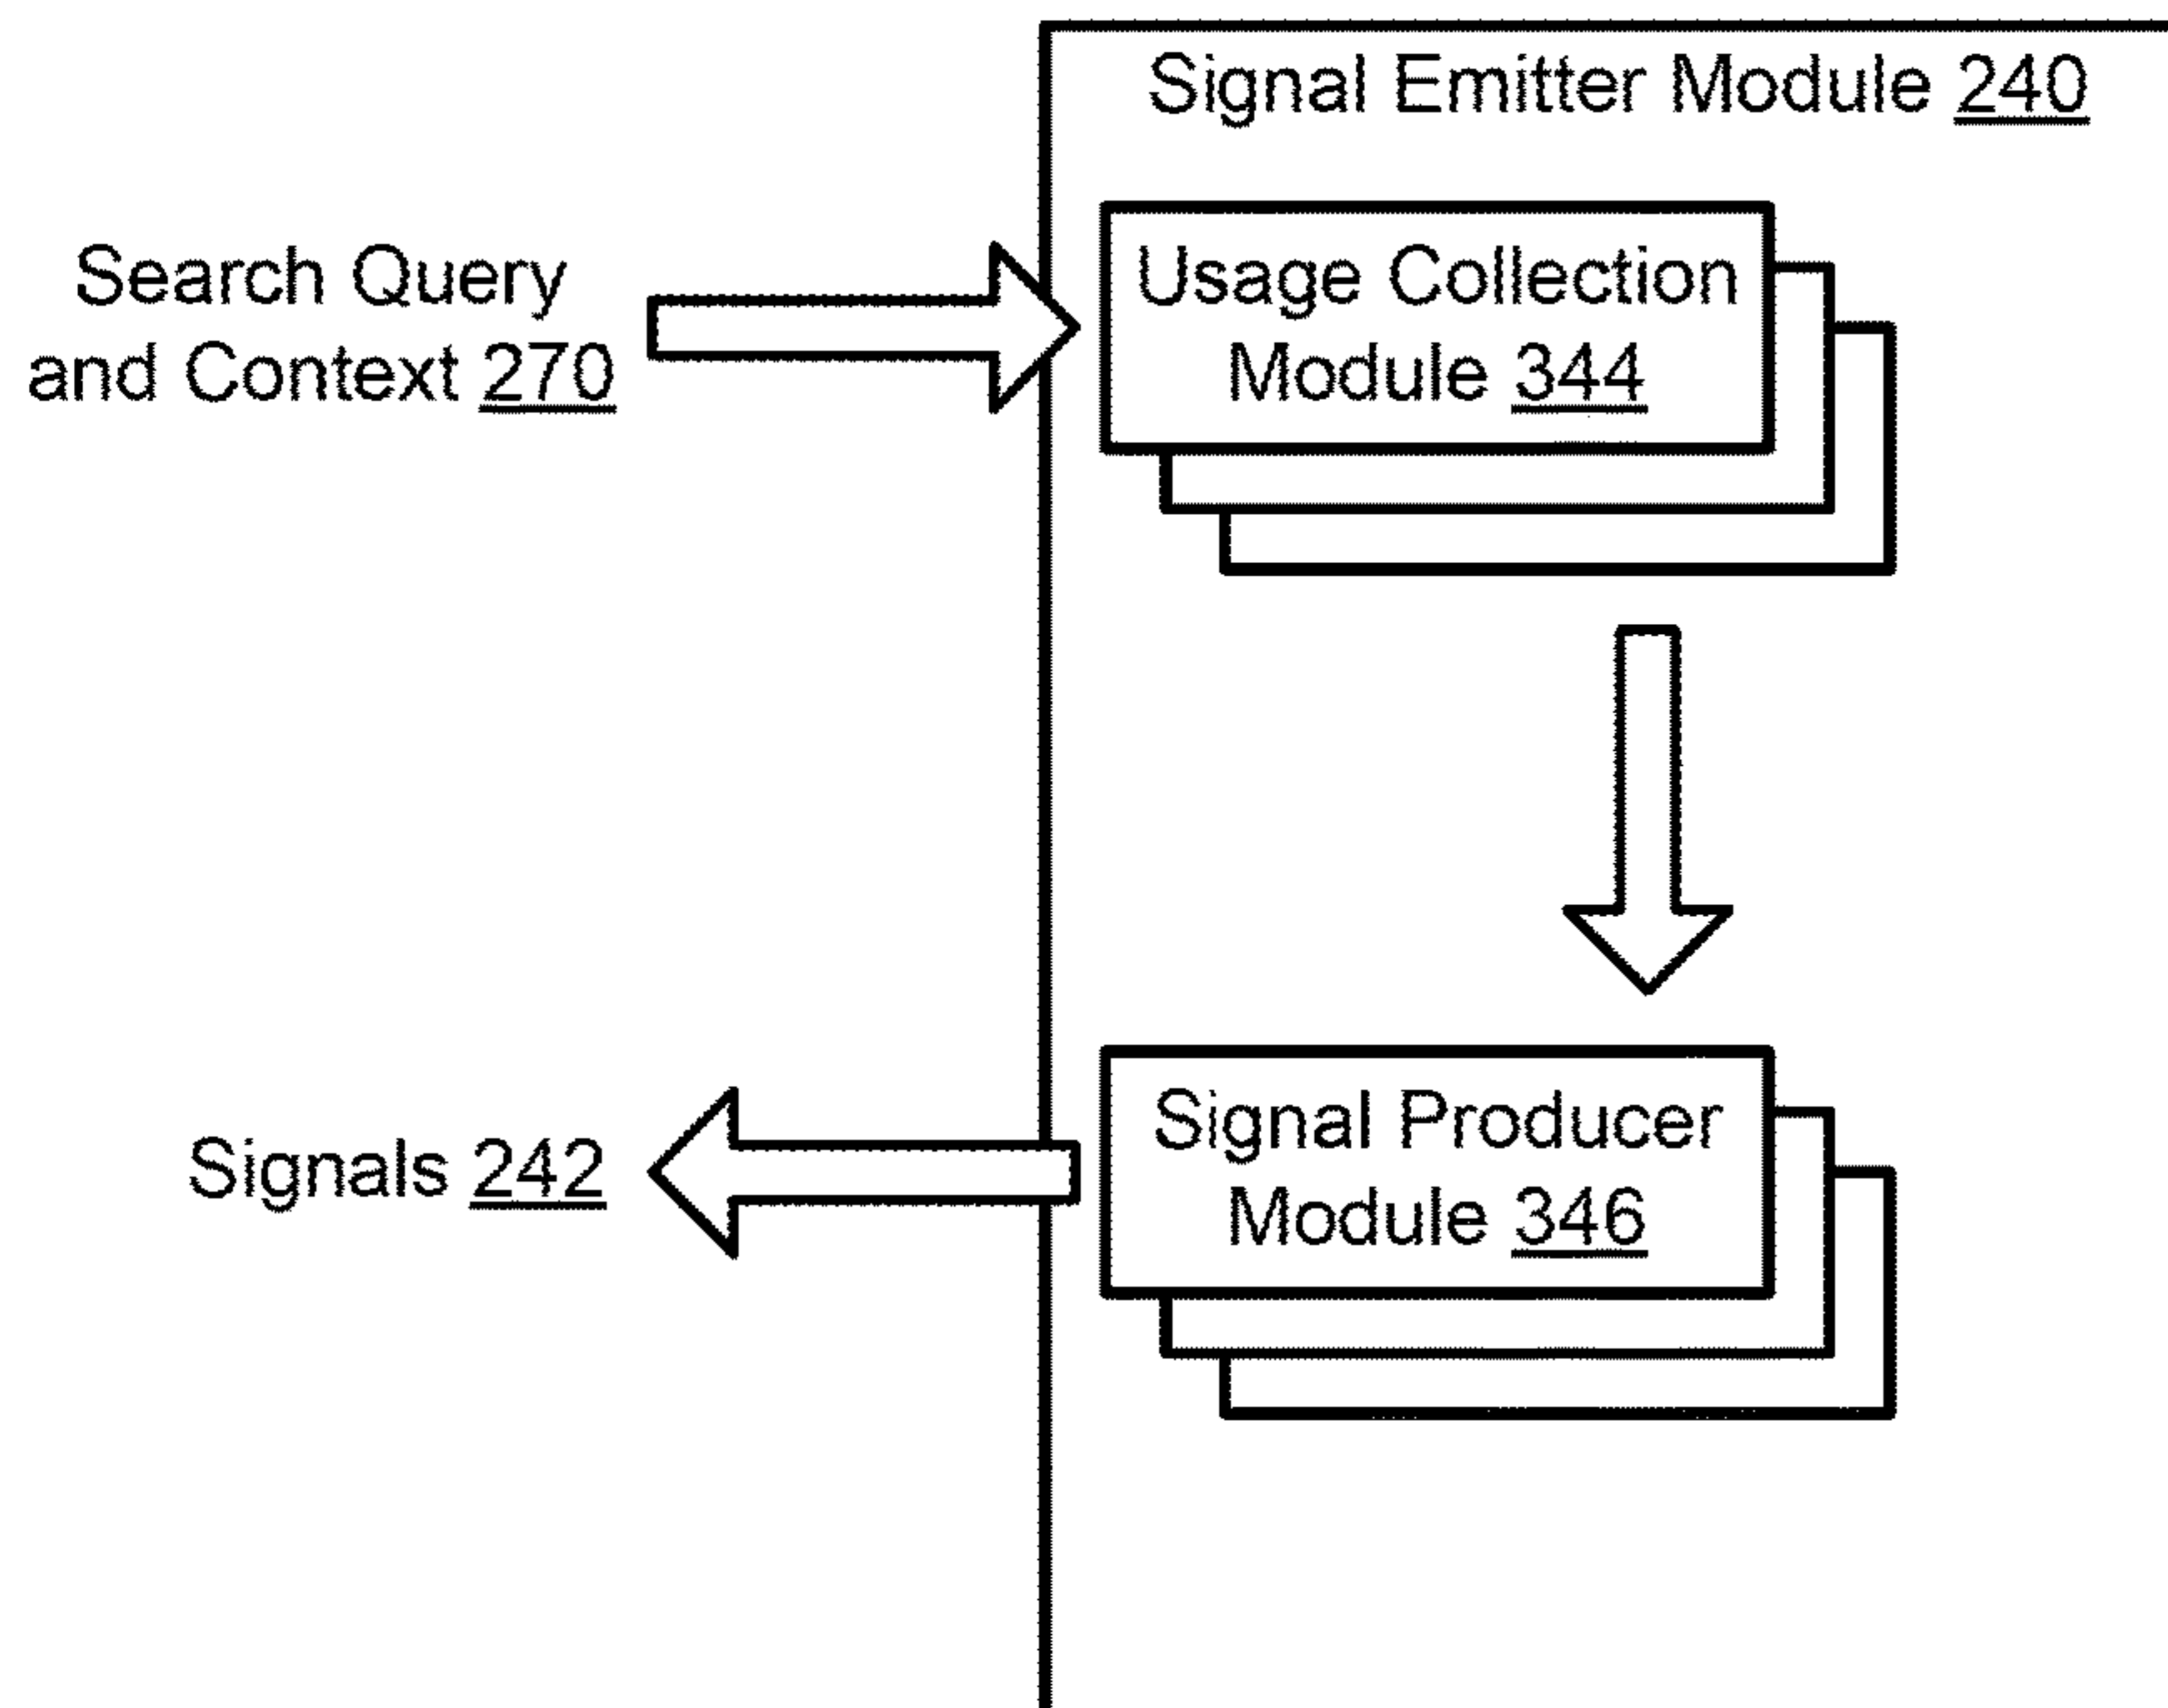 Signal Emitter Module 240
Search Query
and Context 270
Usage Collection
Module 344
Signal Producer
Module 346
Signals 242